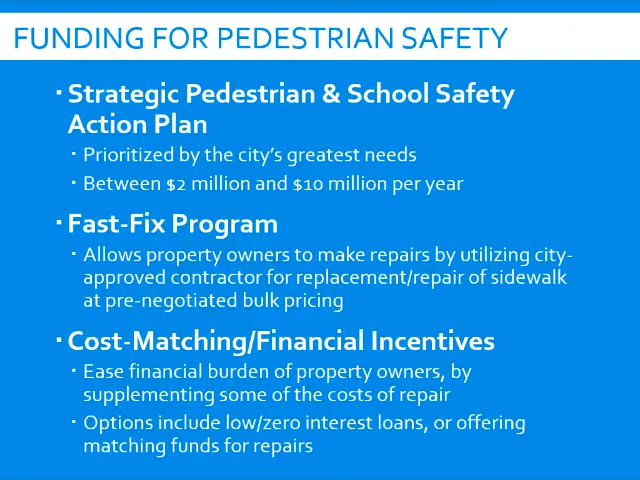 FUNDING FOR PEDESTRIAN SAFETY
▪ Strategic Pedestrian & School Safety
Action Plan
▪ Prioritized by the city's greatest needs
▪ Between $2 million and $10 million per year
▪ Fast-Fix Program
▪ Allows property owners to make repairs by utilizing city-
approved contractor for replacement/repair of sidewalk
at pre-negotiated bulk pricing
▪ Cost-Matching/Financial Incentives
▪ Ease financial burden of property owners, by
supplementing some of the costs of repair
▪ Options include low/zero interest loans, or offering
matching funds for repairs